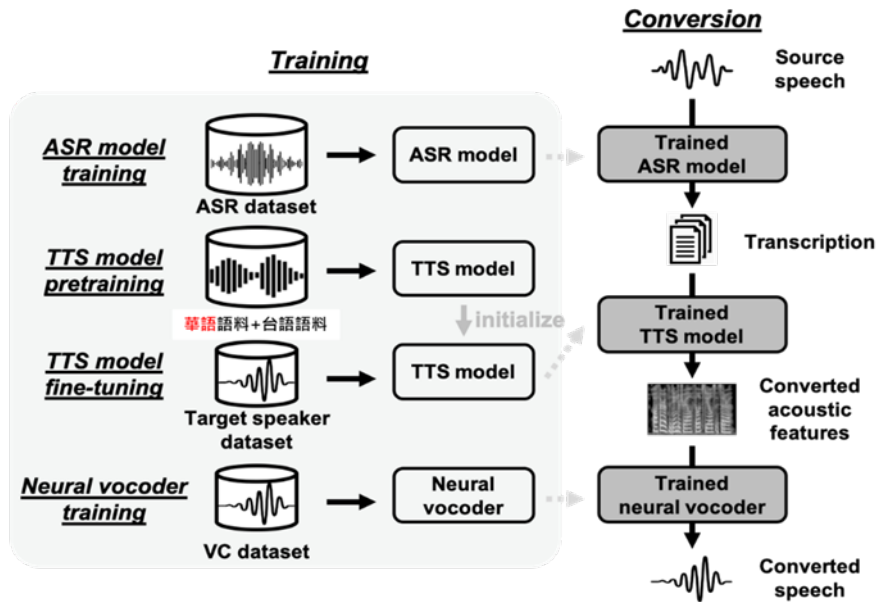 Conversion
Training
Source
speech
ASR model
training
ASR dataset
ASR model
Trained
ASR model
Transcription
TTS model
pretraining
華語語料+台語語料
TTS model
initialize
Trained
TTS model
TTS model
fine-tuning
Target speaker
dataset
TTS model
Converted
acoustic
features
Neural vocoder
training
VC dataset
Neural
vocoder
Trained
neural vocoder
Converted
speech